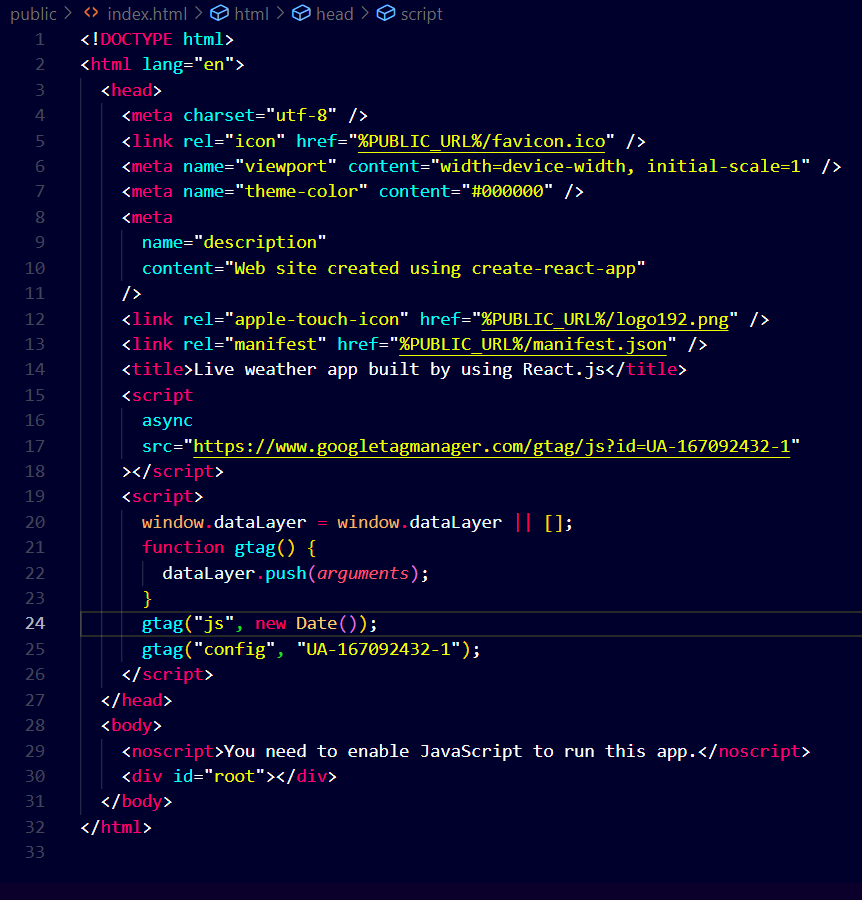 public > <> index.html > html > head > script
1 <!DOCTYPE html>
2 <html lang="en">
3 <head>
4 <meta charset="utf-8" />
5 <link rel="icon" href="%PUBLIC_URL%/favicon.ico" />
6 <meta name="viewport" content="width=device-width, initial-scale=1" />
7 <meta name="theme-color" content="#000000" />
8 <meta
9 name="description"
10 content="Web site created using create-react-app"
11 />
12 <link rel="apple-touch-icon" href="%PUBLIC_URL%/logo192.png" />
13 <link rel="manifest" href="%PUBLIC_URL%/manifest.json" />
14 <title>Live weather app built by using React.js</title>
15 <script
16 async
17 src="https://www.googletagmanager.com/gtag/js?id=UA-167092432-1"
18 ></script>
19 <script>
20 window.dataLayer = window.dataLayer || [];
21 function gtag() {
22 dataLayer.push(arguments);
23 }
24 gtag("js", new Date());
25 gtag("config", "UA-167092432-1");
26 </script>
27 </head>
28 <body>
29 <noscript>You need to enable JavaScript to run this app.</noscript>
30 <div id="root"></div>
31 </body>
32 </html>
33